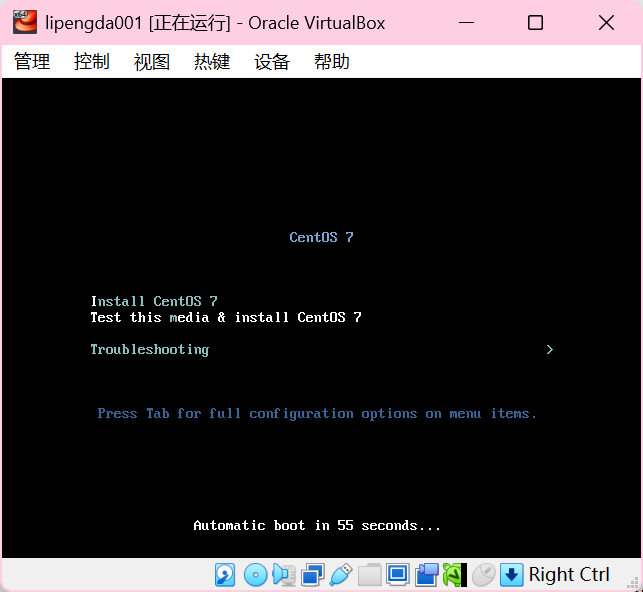 lipengda001 [正在运行] - Oracle VirtualBox
管理 控制 视图 热键 设备 帮助
CentOS 7
Install CentOS 7
Test this media & install CentOS 7
Troubleshooting >
Press Tab for full configuration options on menu items.
Automatic boot in 55 seconds...
Right Ctrl